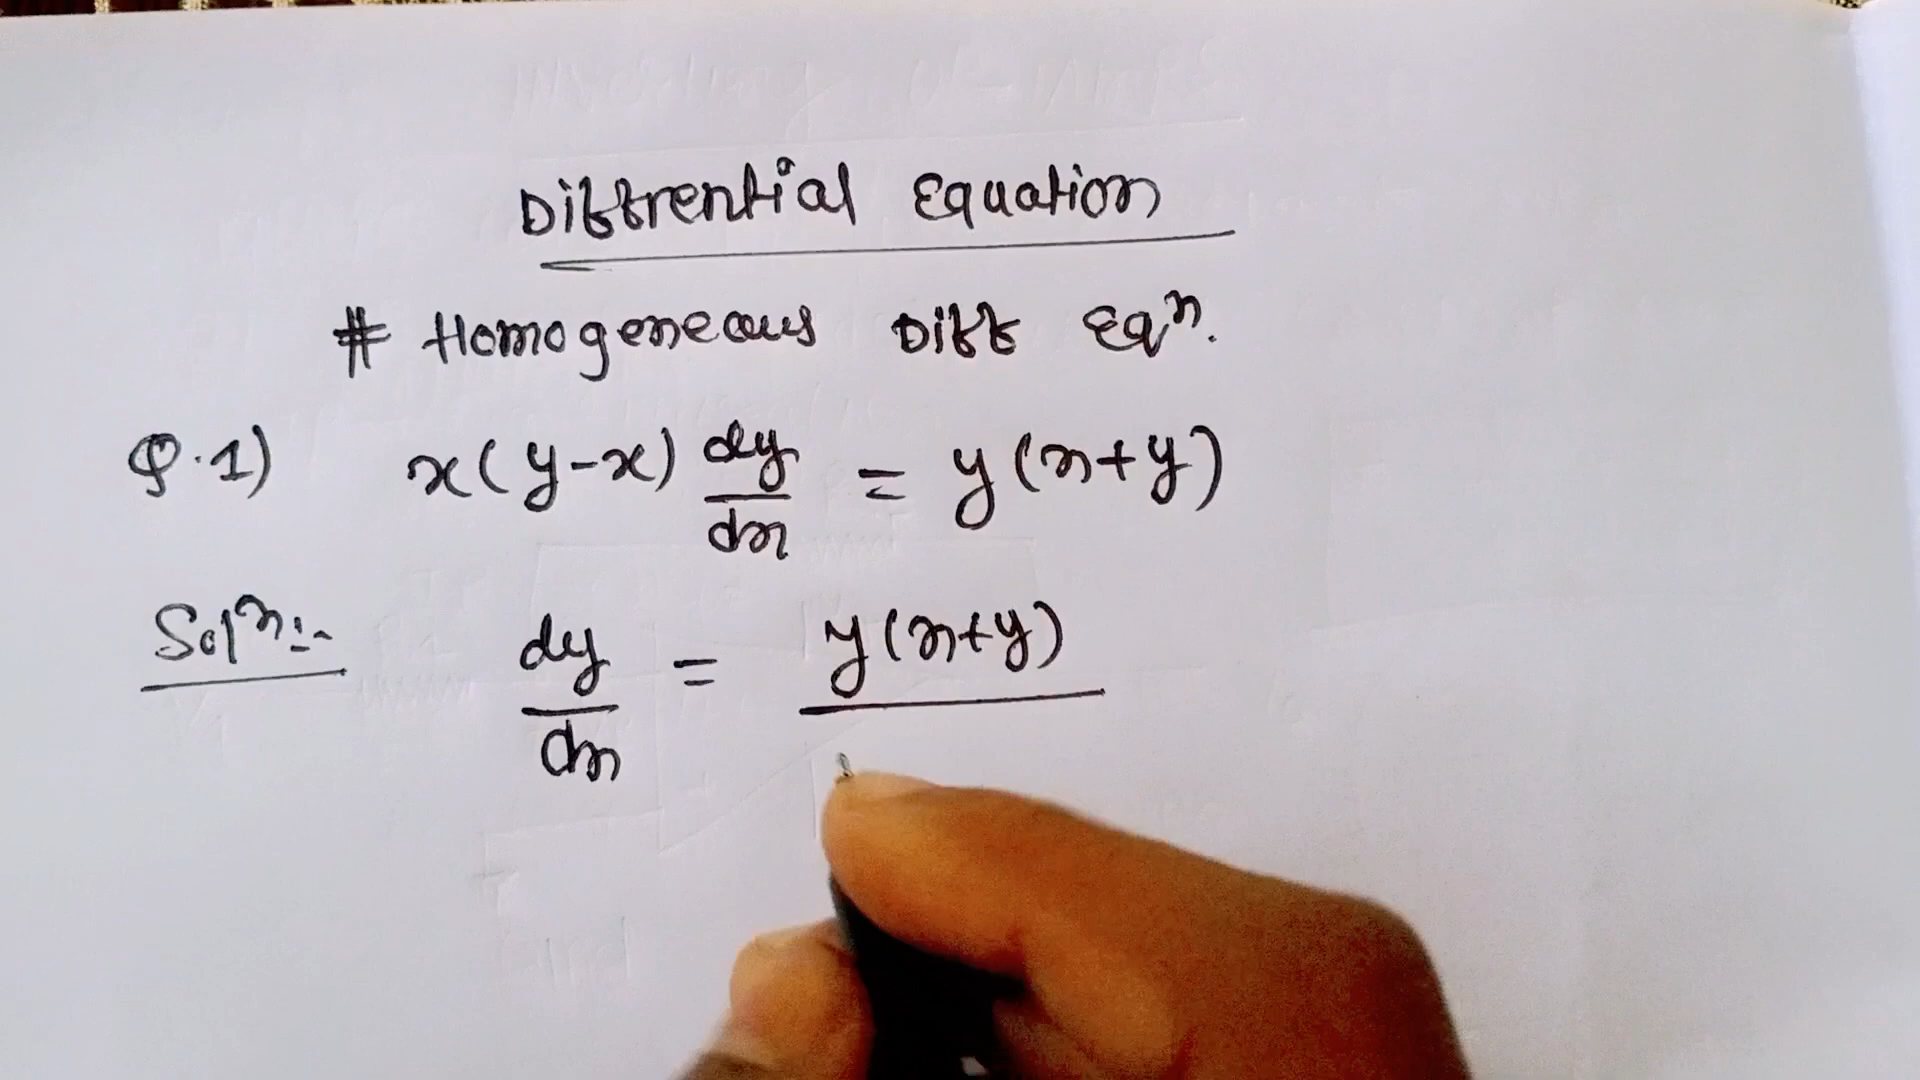 Diffrential Equation
# Homogeneous Diff Eqⁿ.
Q.1) x(y-x) dy/dx = y(x+y)
Solⁿ:- dy/dx = y(x+y)